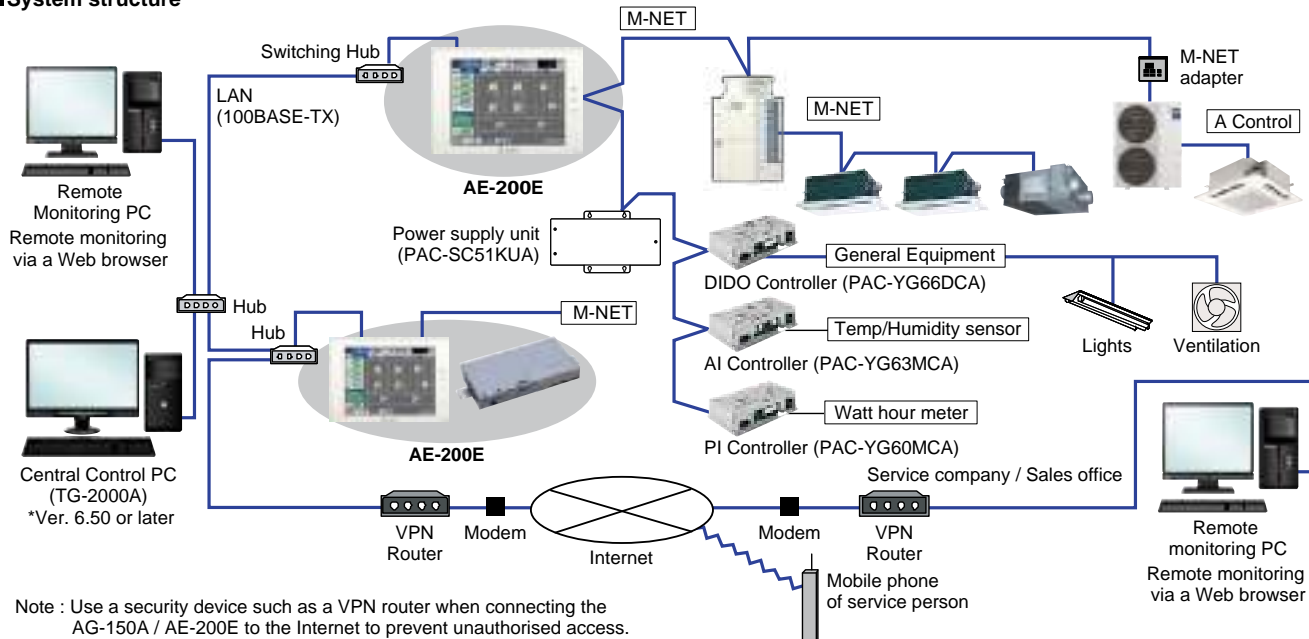 System structure
M-NET
Switching Hub
M-NET
adapter
LAN
(100BASE-TX)
M-NET
A Control
AE-200E
Remote
Monitoring PC
Remote monitoring
via a Web browser
Power supply unit
(PAC-SC51KUA)
General Equipment
DIDO Controller (PAC-YG66DCA)
Hub
Hub
M-NET
Temp/Humidity sensor
Lights
Ventilation
AI Controller (PAC-YG63MCA)
Watt hour meter
AE-200E
PI Controller (PAC-YG60MCA)
Central Control PC
(TG-2000A)
*Ver. 6.50 or later
Service company / Sales office
VPN
Router
Modem
Internet
Modem
VPN
Router
Remote
monitoring PC
Remote monitoring
via a Web browser
Mobile phone
of service person
Note : Use a security device such as a VPN router when connecting the
AG-150A / AE-200E to the Internet to prevent unauthorised access.